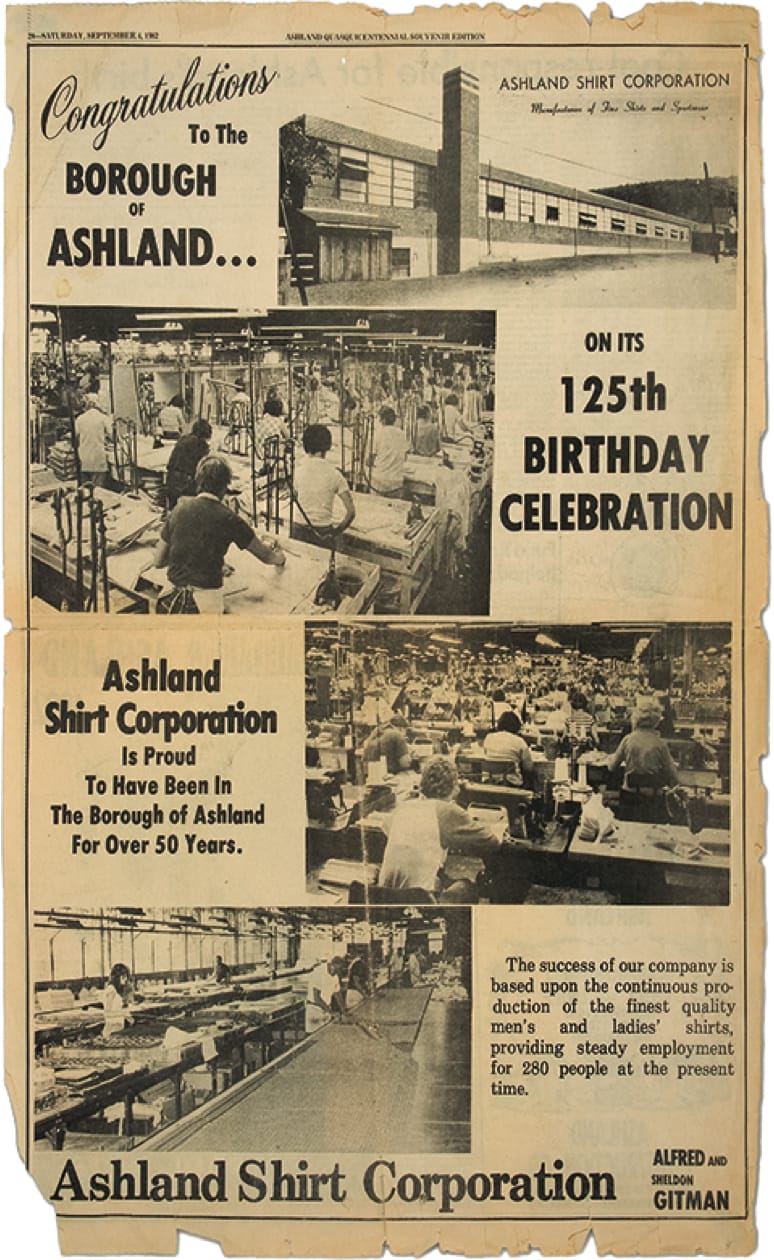 28—SATURDAY, SEPTEMBER 4, 1982
ASHLAND QUASQUICENTENNIAL SOUVENIR EDITION
Congratulations
To The
BOROUGH
OF
ASHLAND...
ASHLAND SHIRT CORPORATION
Manufacturers of Fine Shirts and Sportswear
ON ITS
125th
BIRTHDAY
CELEBRATION
Ashland
Shirt Corporation
Is Proud
To Have Been In
The Borough of Ashland
For Over 50 Years.
The success of our company is
based upon the continuous pro-
duction of the finest quality
men's and ladies' shirts,
providing steady employment
for 280 people at the present
time.
Ashland Shirt Corporation
ALFRED AND
SHELDON
GITMAN